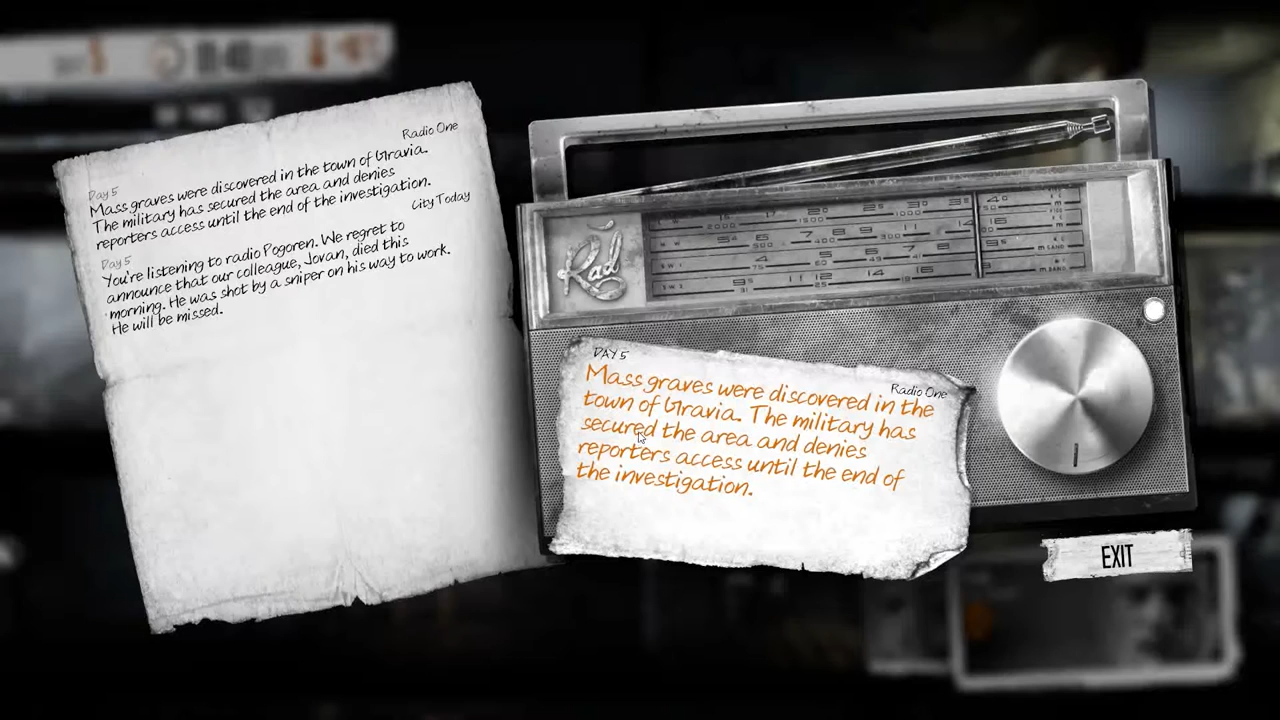 Radio One
Day 5
Mass graves were discovered in the town of Gravia.
The military has secured the area and denies
reporters access until the end of the investigation.
City Today
Day 5
You're listening to radio Pogoren. We regret to
announce that our colleague, Jovan, died this
morning. He was shot by a sniper on his way to work.
He will be missed.
Rad
DAY 5
Radio One
Mass graves were discovered in the
town of Gravia. The military has
secured the area and denies
reporters access until the end of
the investigation.
EXIT